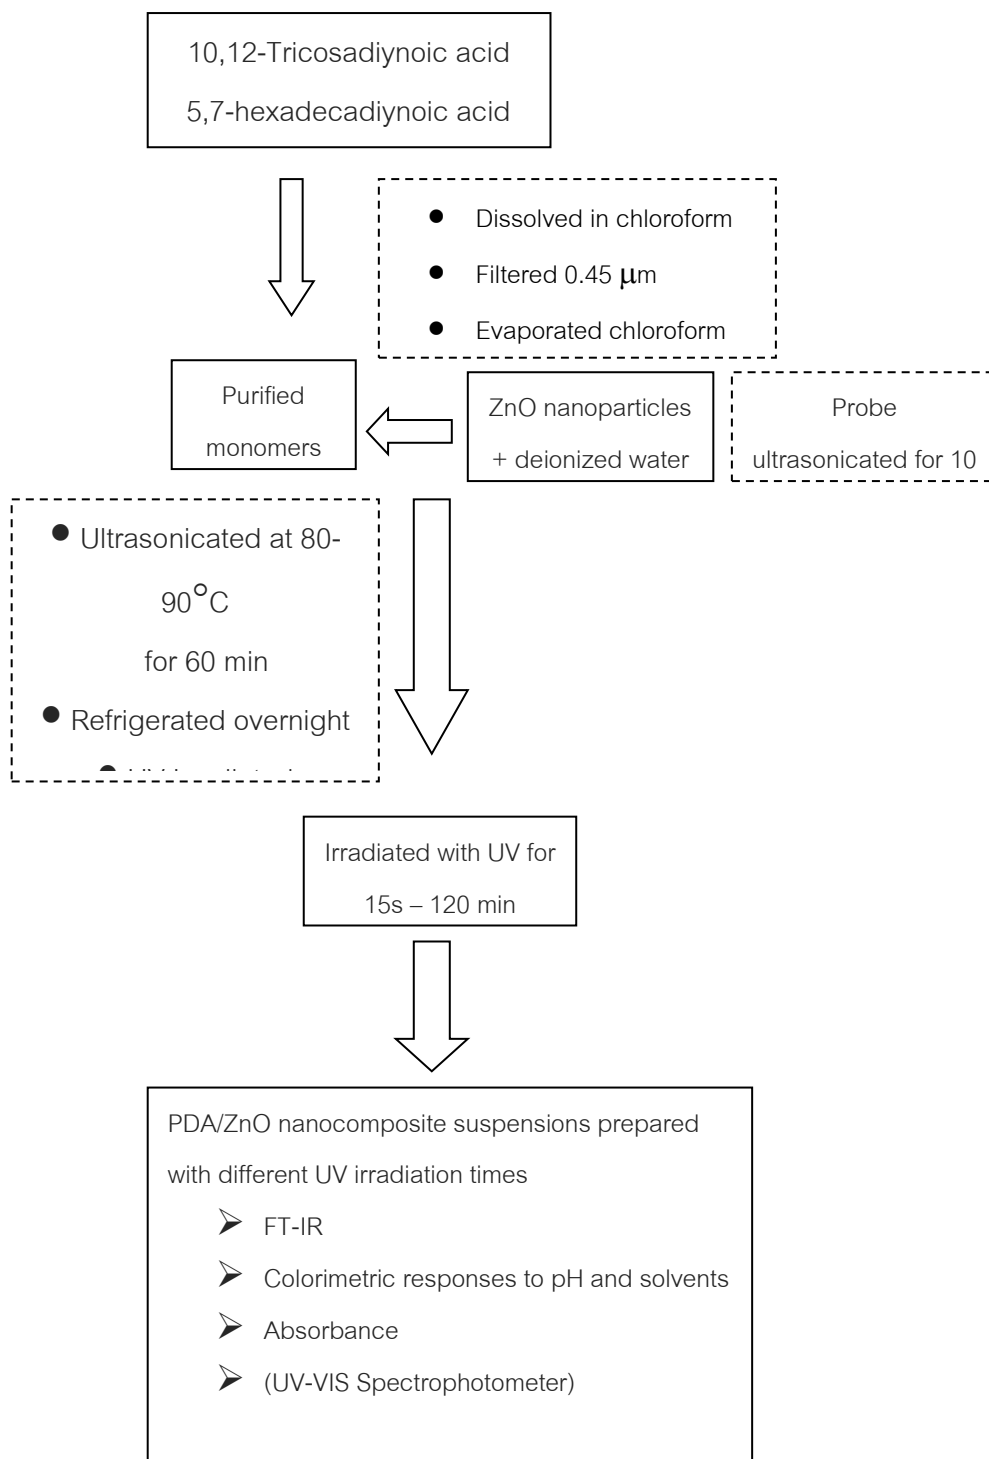 10,12-Tricosadiynoic acid
5,7-hexadecadiynoic acid
● Dissolved in chloroform
● Filtered 0.45 μm
● Evaporated chloroform
Purified
monomers
ZnO nanoparticles
+ deionized water
Probe
ultrasonicated for 10
● Ultrasonicated at 80-
90°C
for 60 min
● Refrigerated overnight
Irradiated with UV for
15s – 120 min
PDA/ZnO nanocomposite suspensions prepared
with different UV irradiation times
➢ FT-IR
➢ Colorimetric responses to pH and solvents
➢ Absorbance
➢ (UV-VIS Spectrophotometer)